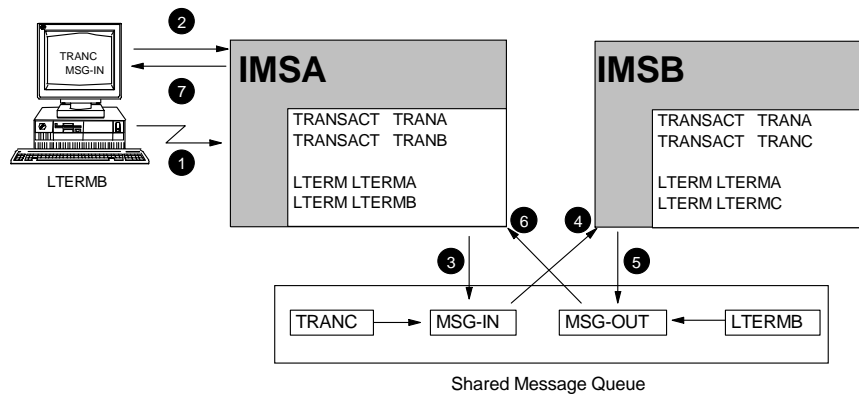 2
TRANC
MSG-IN
7
1
LTERMB
IMSA
TRANSACT TRANA
TRANSACT TRANB
LTERM LTERMA
LTERM LTERMB
IMSB
TRANSACT TRANA
TRANSACT TRANC
LTERM LTERMA
LTERM LTERMC
3
6
4
5
TRANC
MSG-IN
MSG-OUT
LTERMB
Shared Message Queue